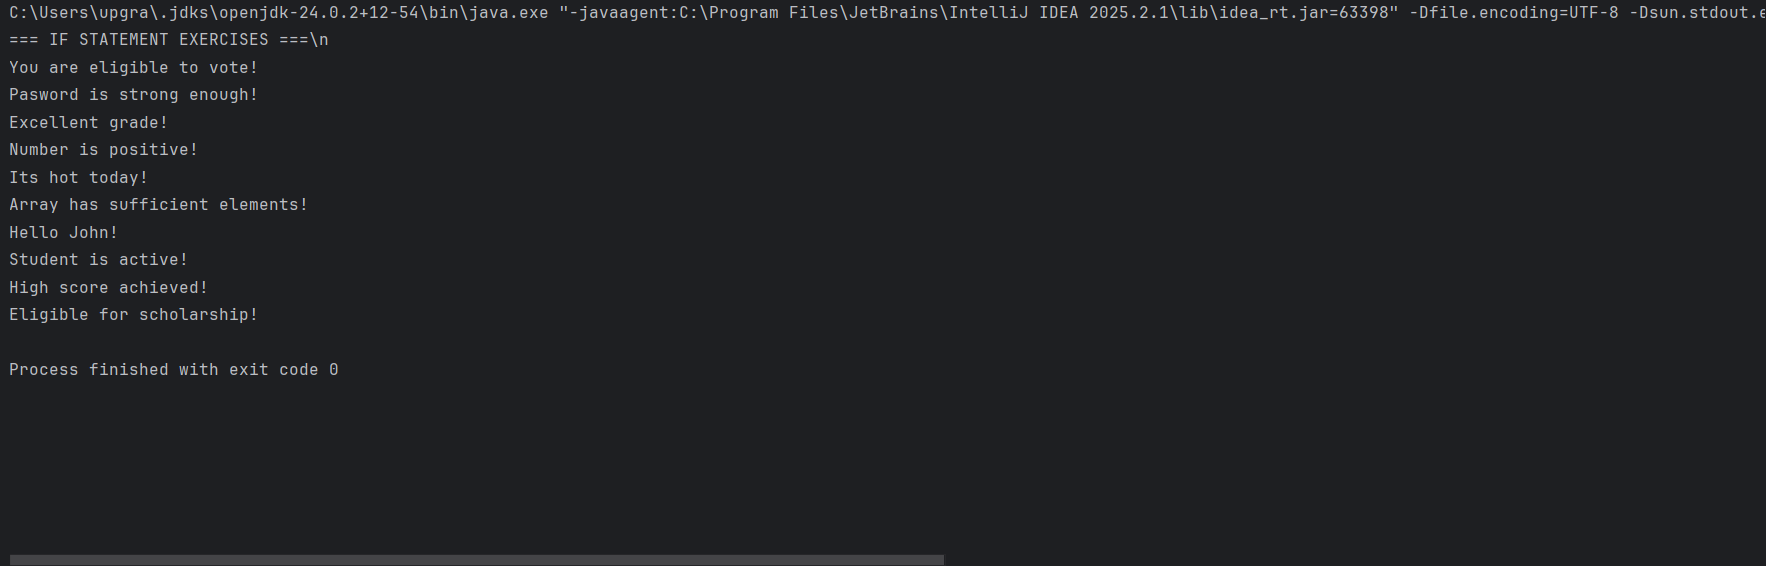 C:\Users\upgra\.jdks\openjdk-24.0.2+12-54\bin\java.exe "-javaagent:C:\Program Files\JetBrains\IntelliJ IDEA 2025.2.1\lib\idea_rt.jar=63398" -Dfile.encoding=UTF-8 -Dsun.stdout.e
=== IF STATEMENT EXERCISES ===\n
You are eligible to vote!
Pasword is strong enough!
Excellent grade!
Number is positive!
Its hot today!
Array has sufficient elements!
Hello John!
Student is active!
High score achieved!
Eligible for scholarship!
Process finished with exit code 0